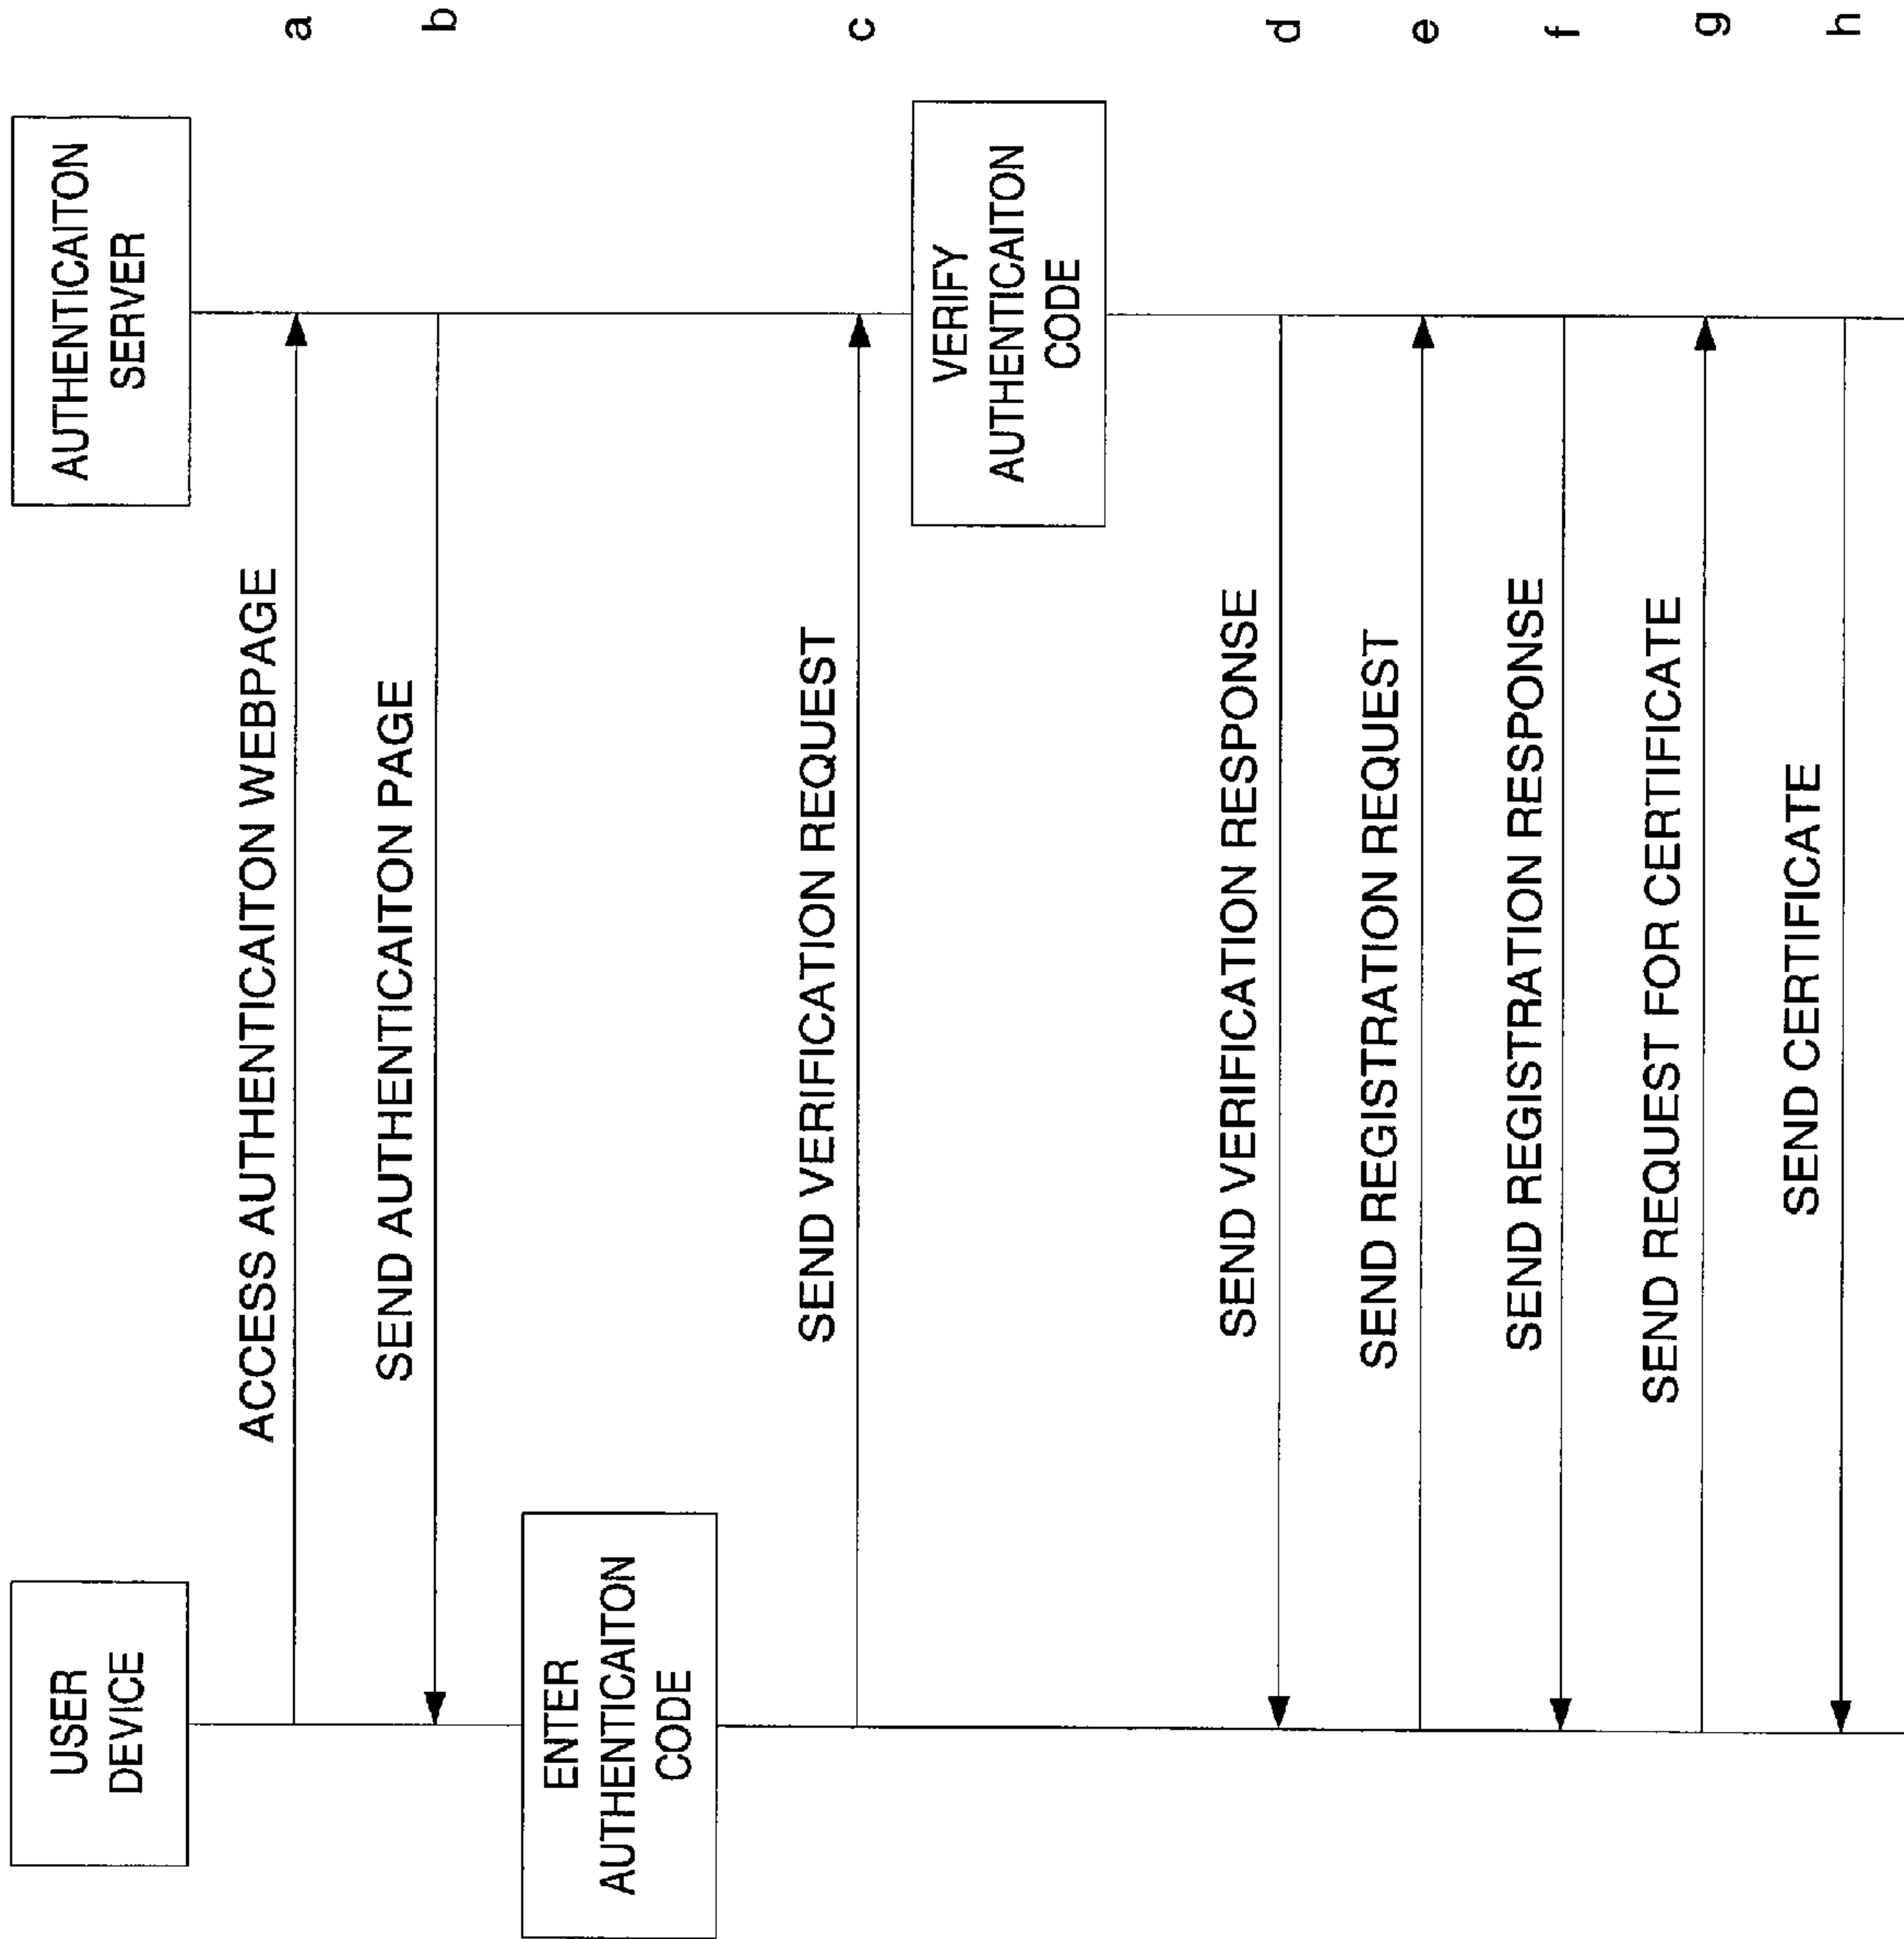 USER
DEVICE
AUTHENTICAITON
SERVER
ACCESS AUTHENTICAITON WEBPAGE
a
SEND AUTHENTICAITON PAGE
b
ENTER
AUTHENTICAITON
CODE
SEND VERIFICATION REQUEST
c
VERIFY
AUTHENTICAITON
CODE
SEND VERIFICATION RESPONSE
d
SEND REGISTRATION REQUEST
e
SEND REGISTRATION RESPONSE
f
SEND REQUEST FOR CERTIFICATE
g
SEND CERTIFICATE
h